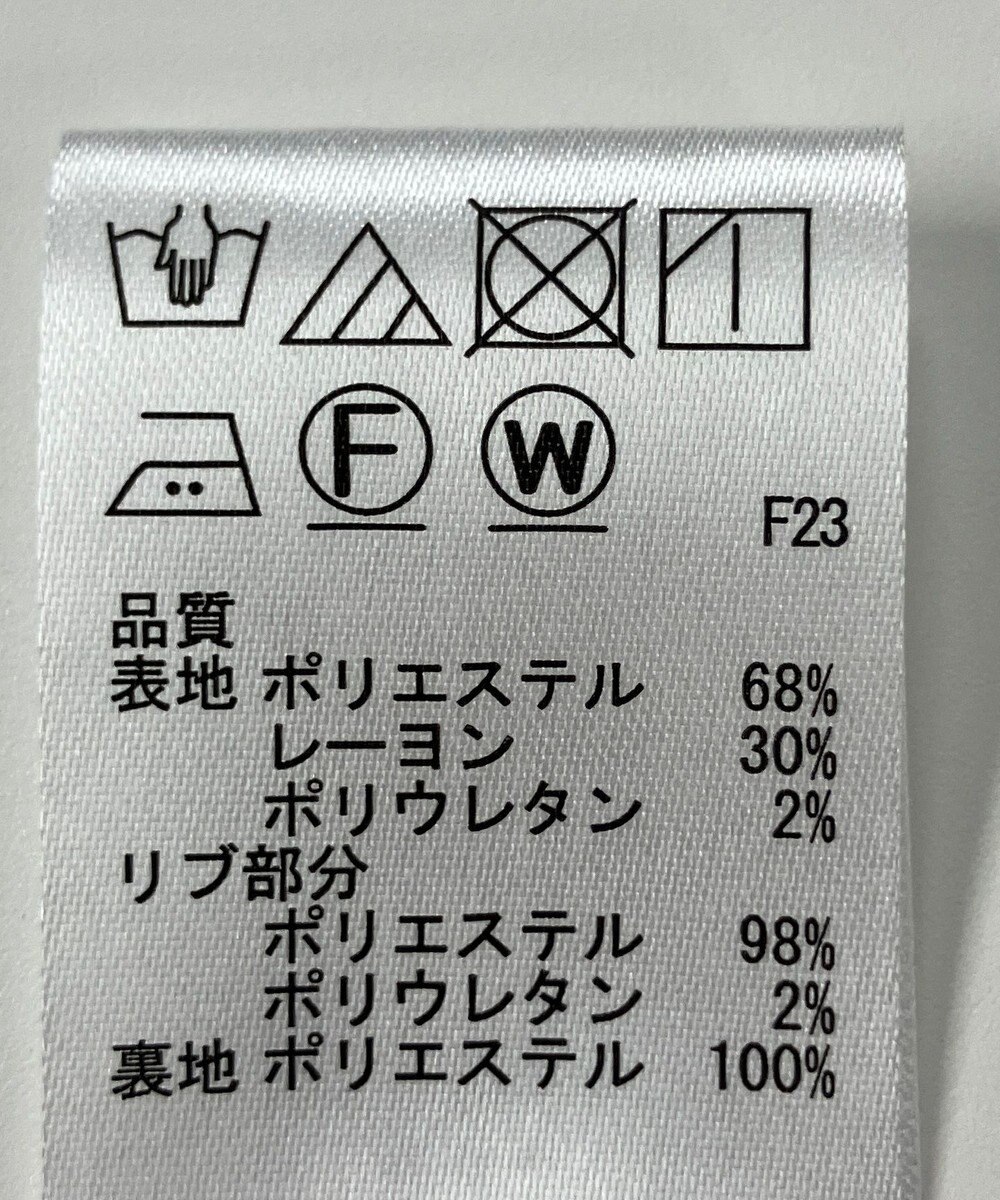 F W
F23
品質
表地 ポリエステル 68%
レーヨン 30%
ポリウレタン 2%
リブ部分
ポリエステル 98%
ポリウレタン 2%
裏地 ポリエステル 100%